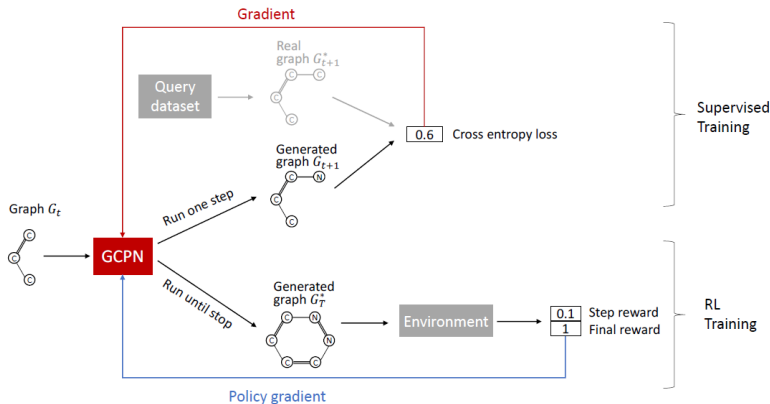 Gradient
Real
graph G*t+1
C
C
C
C
Query
dataset
0.6 Cross entropy loss
Supervised
Training
Generated
graph Gt+1
C
N
C
C
Graph Gt
C
C
C
GCPN
Run one step
Run until stop
Generated
graph G*T
C
N
C
N
C
C
Environment
0.1 Step reward
1 Final reward
RL
Training
Policy gradient